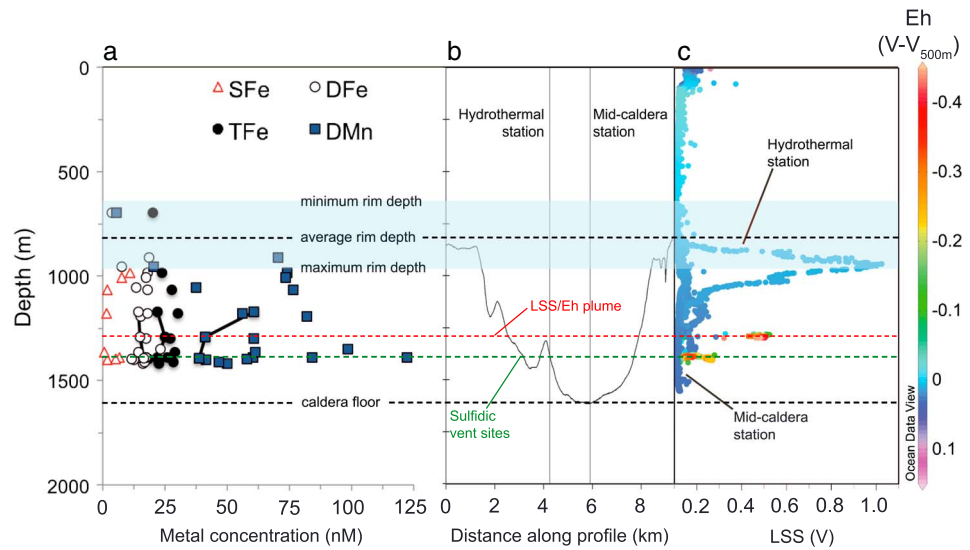 a
b
c
Eh
(V-V500m)
SFe
DFe
TFe
DMn
Hydrothermal
station
Mid-caldera
station
Hydrothermal
station
minimum rim depth
average rim depth
maximum rim depth
LSS/Eh plume
caldera floor
Sulfidic
vent sites
Mid-caldera
station
Depth (m)
0
500
1000
1500
2000
0
25
50
75
100
125
Metal concentration (nM)
0
2
4
6
8
Distance along profile (km)
0.2
0.4
0.6
0.8
1.0
LSS (V)
-0.4
-0.3
-0.2
-0.1
0
0.1
Ocean Data View